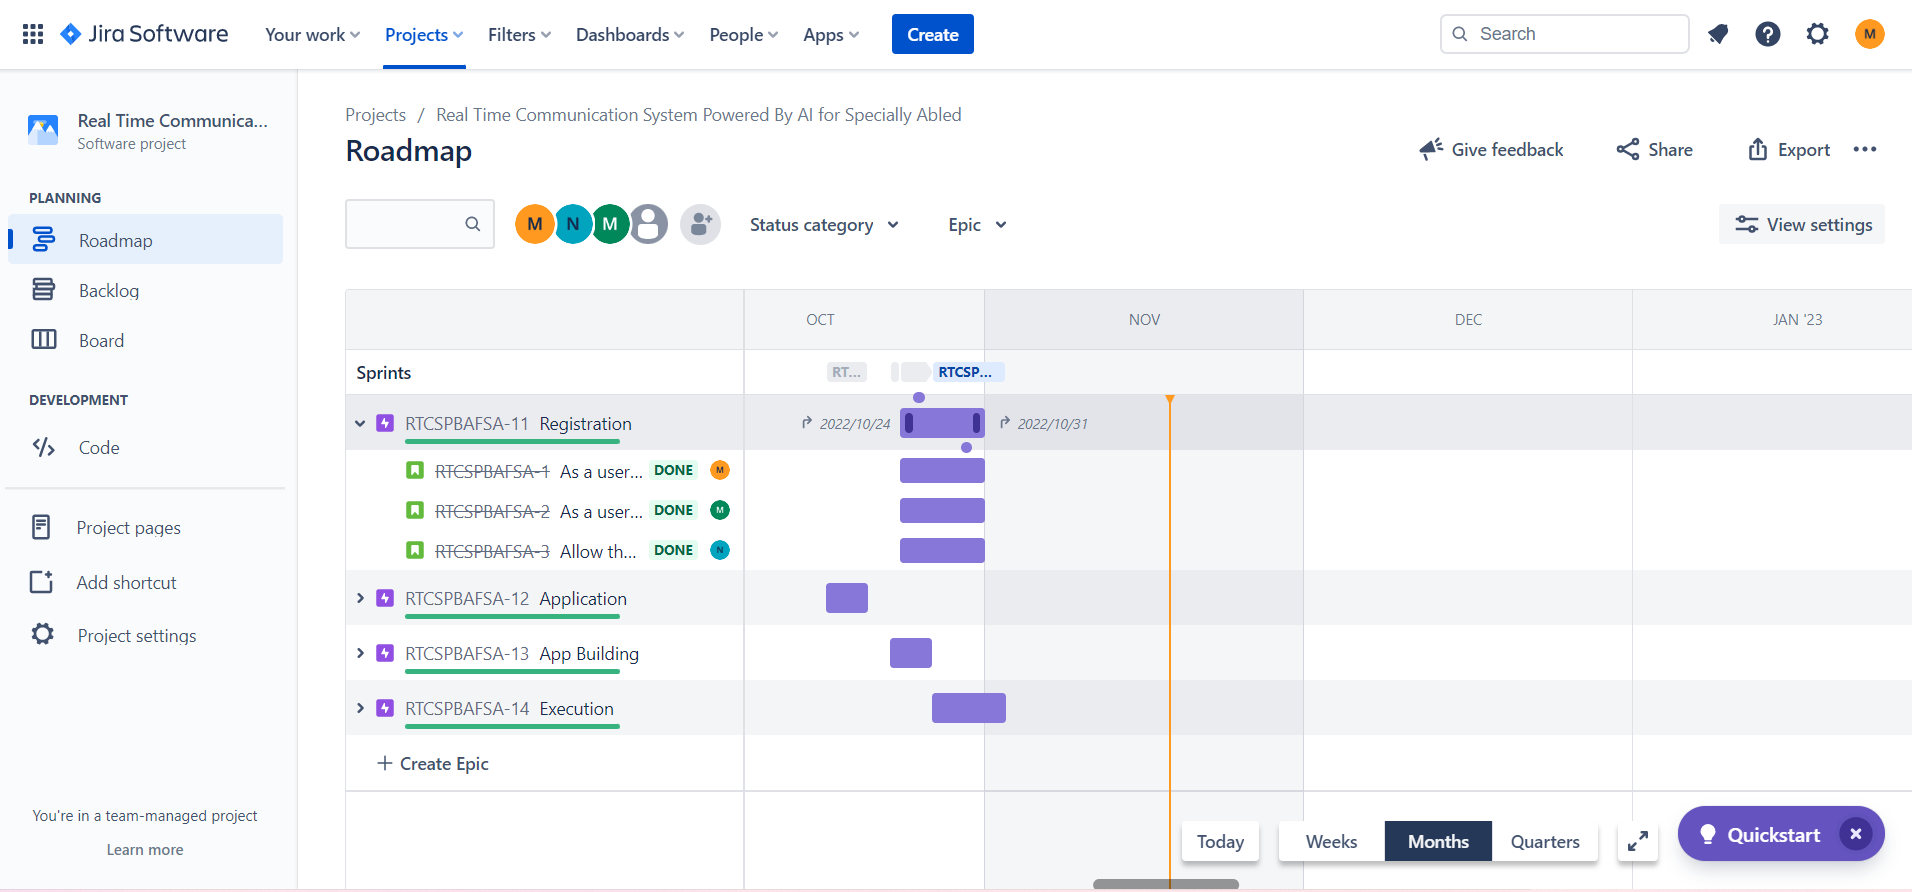 Jira Software Your work Projects Filters Dashboards People Apps Create Search M
Real Time Communica...
Software project
PLANNING
Roadmap
Backlog
Board
DEVELOPMENT
Code
Project pages
Add shortcut
Project settings
You're in a team-managed project
Learn more
Projects / Real Time Communication System Powered By AI for Specially Abled
Roadmap
Give feedback Share Export
M N M Status category Epic View settings
OCT NOV DEC JAN '23
Sprints RT... RTCSP...
RTCSPBAFSA-11 Registration 2022/10/24 2022/10/31
RTCSPBAFSA-1 As a user... DONE M
RTCSPBAFSA-2 As a user... DONE M
RTCSPBAFSA-3 Allow th... DONE N
RTCSPBAFSA-12 Application
RTCSPBAFSA-13 App Building
RTCSPBAFSA-14 Execution
+ Create Epic
Today Weeks Months Quarters Quickstart